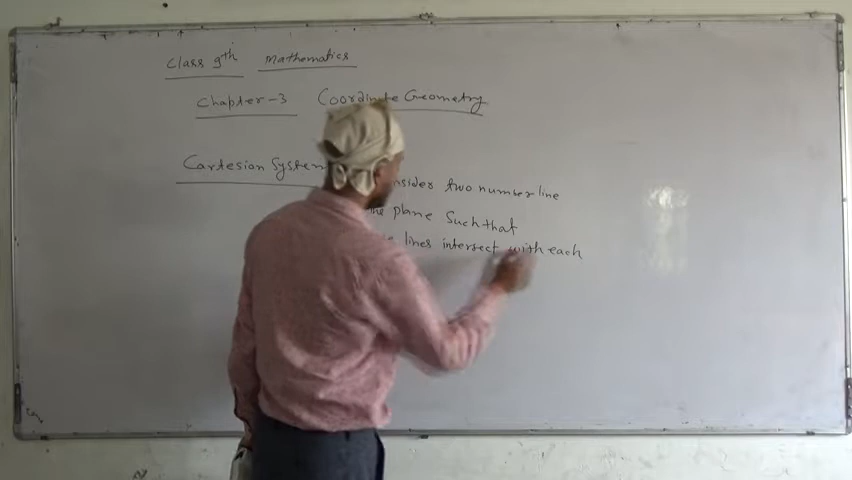 Class 9th Mathematics
Chapter-3 Coordinate Geometry
Cartesian System
two number line
plane Such that
lines intersect with each